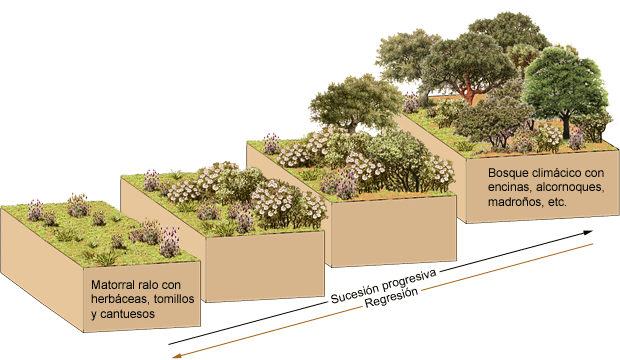 Bosque climácico con
encinas, alcornoques,
madroños, etc.
Matorral ralo con
herbáceas, tomillos
y cantuesos
Sucesión progresiva
Regresión